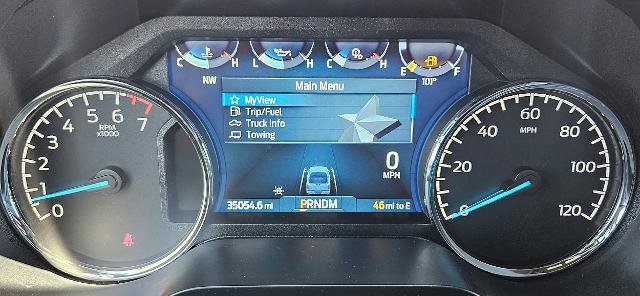 C H L H C H E F
NW 101°
Main Menu
MyView
Trip/Fuel
Truck Info
Towing
0
MPH
35054.6 mi PRNDM 46 mi to E
0 1 2 3 4 5 6 7
RPM
x1000
0 20 40 60 80 100 120
MPH